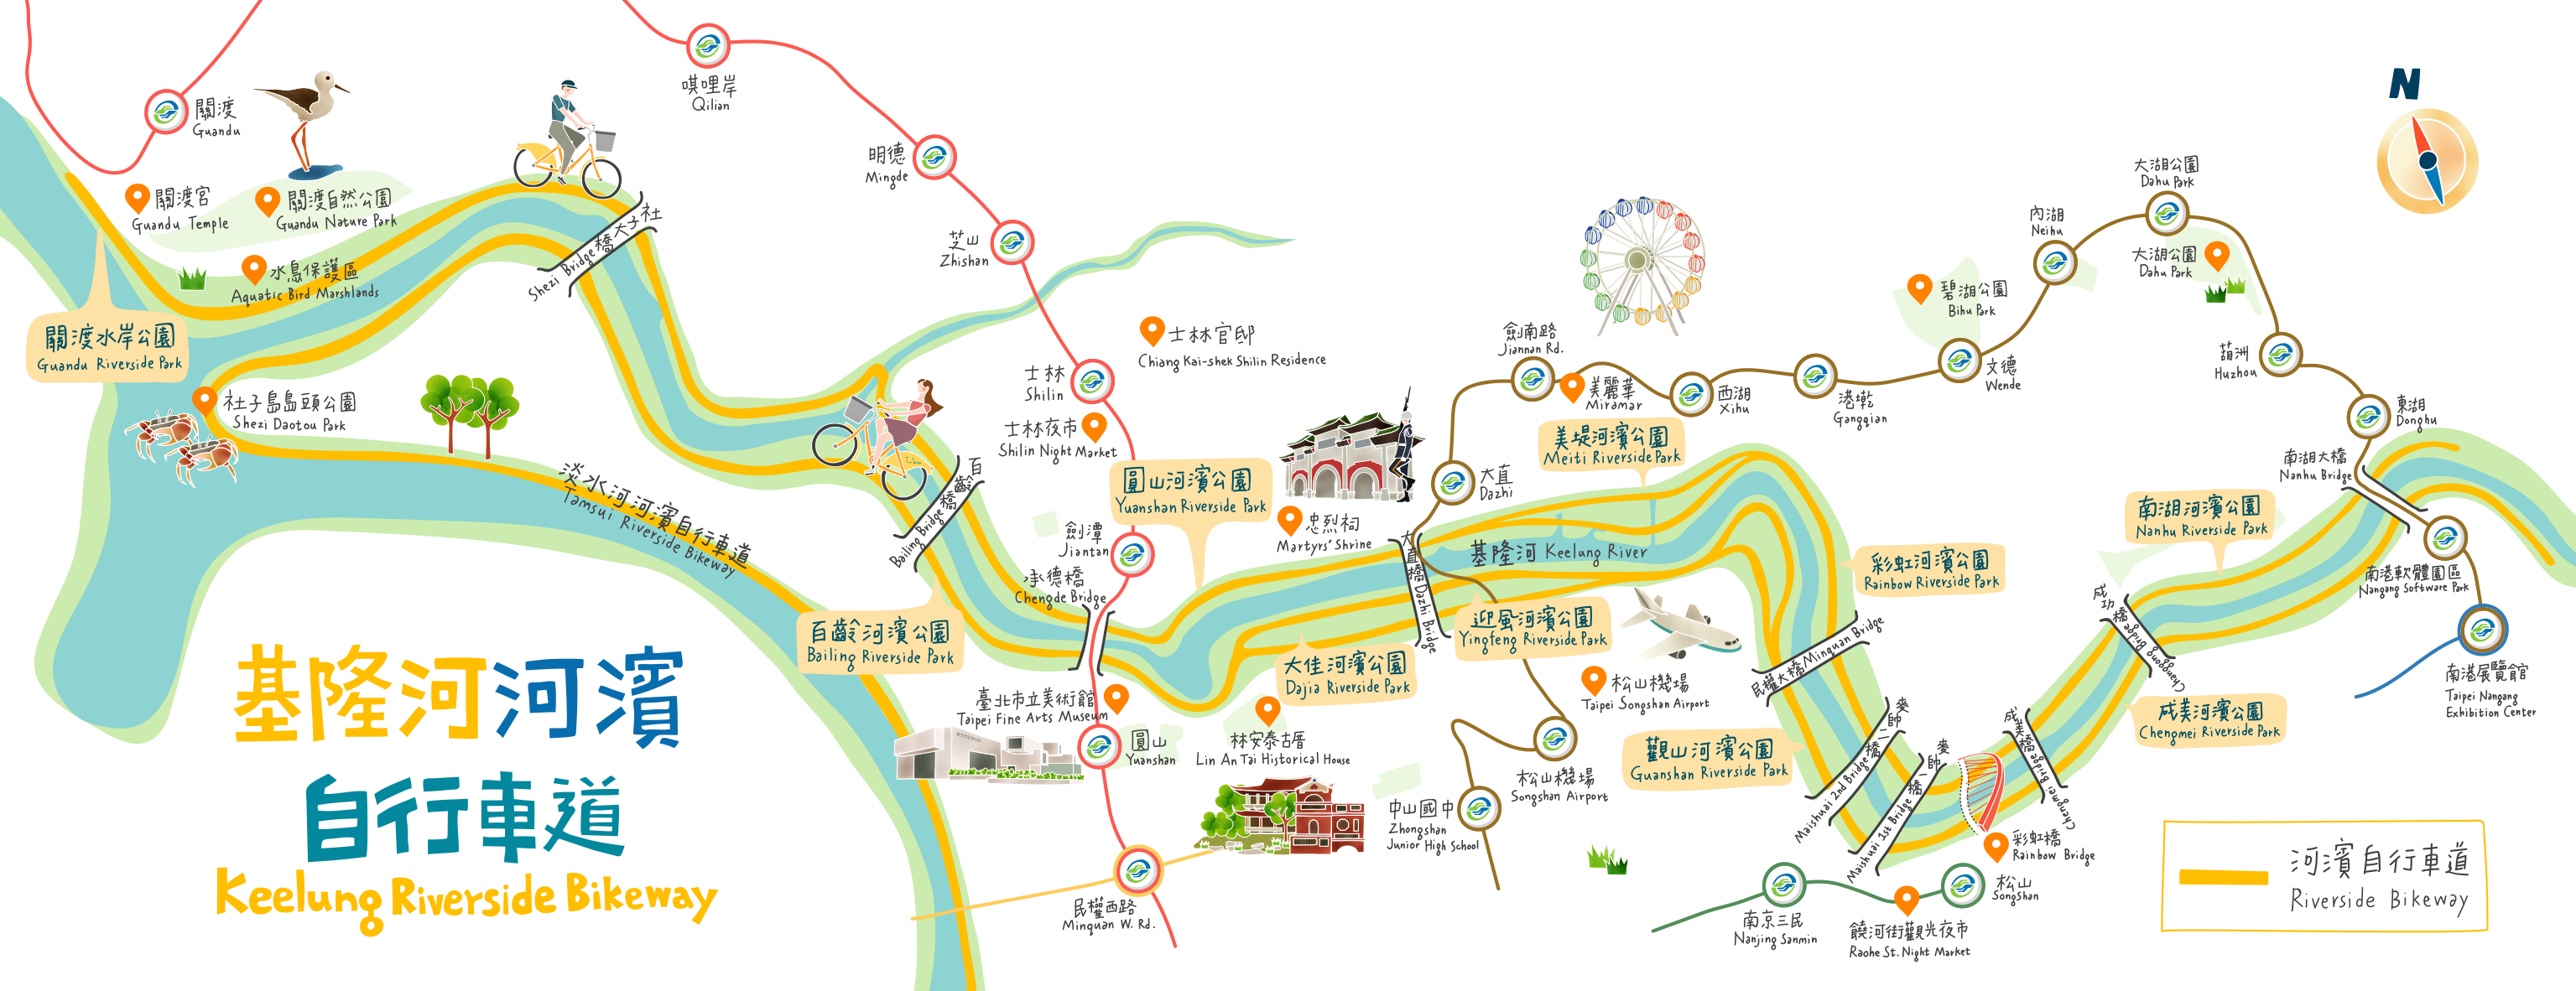 關渡
Guandu
關渡宮
Guandu Temple
關渡自然公園
Guandu Nature Park
水鳥保護區
Aquatic Bird Marshlands
關渡水岸公園
Guandu Riverside Park
社子島島頭公園
Shezi Daotou Park
社子大橋
Shezi Bridge
淡水河河濱自行車道
Tamsui Riverside Bikeway
基隆河河濱
自行車道
Keelung Riverside Bikeway
唭哩岸
Qilian
明德
Mingde
芝山
Zhishan
士林
Shilin
士林官邸
Chiang Kai-shek Shilin Residence
士林夜市
Shilin Night Market
百齡橋
Bailing Bridge
百齡河濱公園
Bailing Riverside Park
劍潭
Jiantan
承德橋
Chengde Bridge
圓山河濱公園
Yuanshan Riverside Park
忠烈祠
Martyrs' Shrine
臺北市立美術館
Taipei Fine Arts Museum
圓山
Yuanshan
林安泰古厝
Lin An Tai Historical House
民權西路
Minquan W. Rd.
大佳河濱公園
Dajia Riverside Park
大直橋
Dazhi Bridge
大直
Dazhi
基隆河 Keelung River
劍南路
Jiannan Rd.
美麗華
Miramar
美堤河濱公園
Meiti Riverside Park
西湖
Xihu
港墘
Gangqian
碧湖公園
Bihu Park
文德
Wende
內湖
Neihu
大湖公園
Dahu Park
大湖公園
Dahu Park
葫洲
Huzhou
東湖
Donghu
南湖大橋
Nanhu Bridge
南湖河濱公園
Nanhu Riverside Park
南港軟體園區
Nangang Software Park
南港展覽館
Taipei Nangang
Exhibition Center
迎風河濱公園
Yingfeng Riverside Park
彩虹河濱公園
Rainbow Riverside Park
松山機場
Taipei Songshan Airport
松山機場
Songshan Airport
中山國中
Zhongshan
Junior High School
民權大橋 Minquan Bridge
觀山河濱公園
Guanshan Riverside Park
麥帥二橋
Maishuai 2nd Bridge
麥帥一橋
Maishuai 1st Bridge
成美橋
Chengmei Bridge
成功橋
Chenggong Bridge
成美河濱公園
Chengmei Riverside Park
彩虹橋
Rainbow Bridge
松山
Songshan
南京三民
Nanjing Sanmin
饒河街觀光夜市
Raohe St. Night Market
N
河濱自行車道
Riverside Bikeway